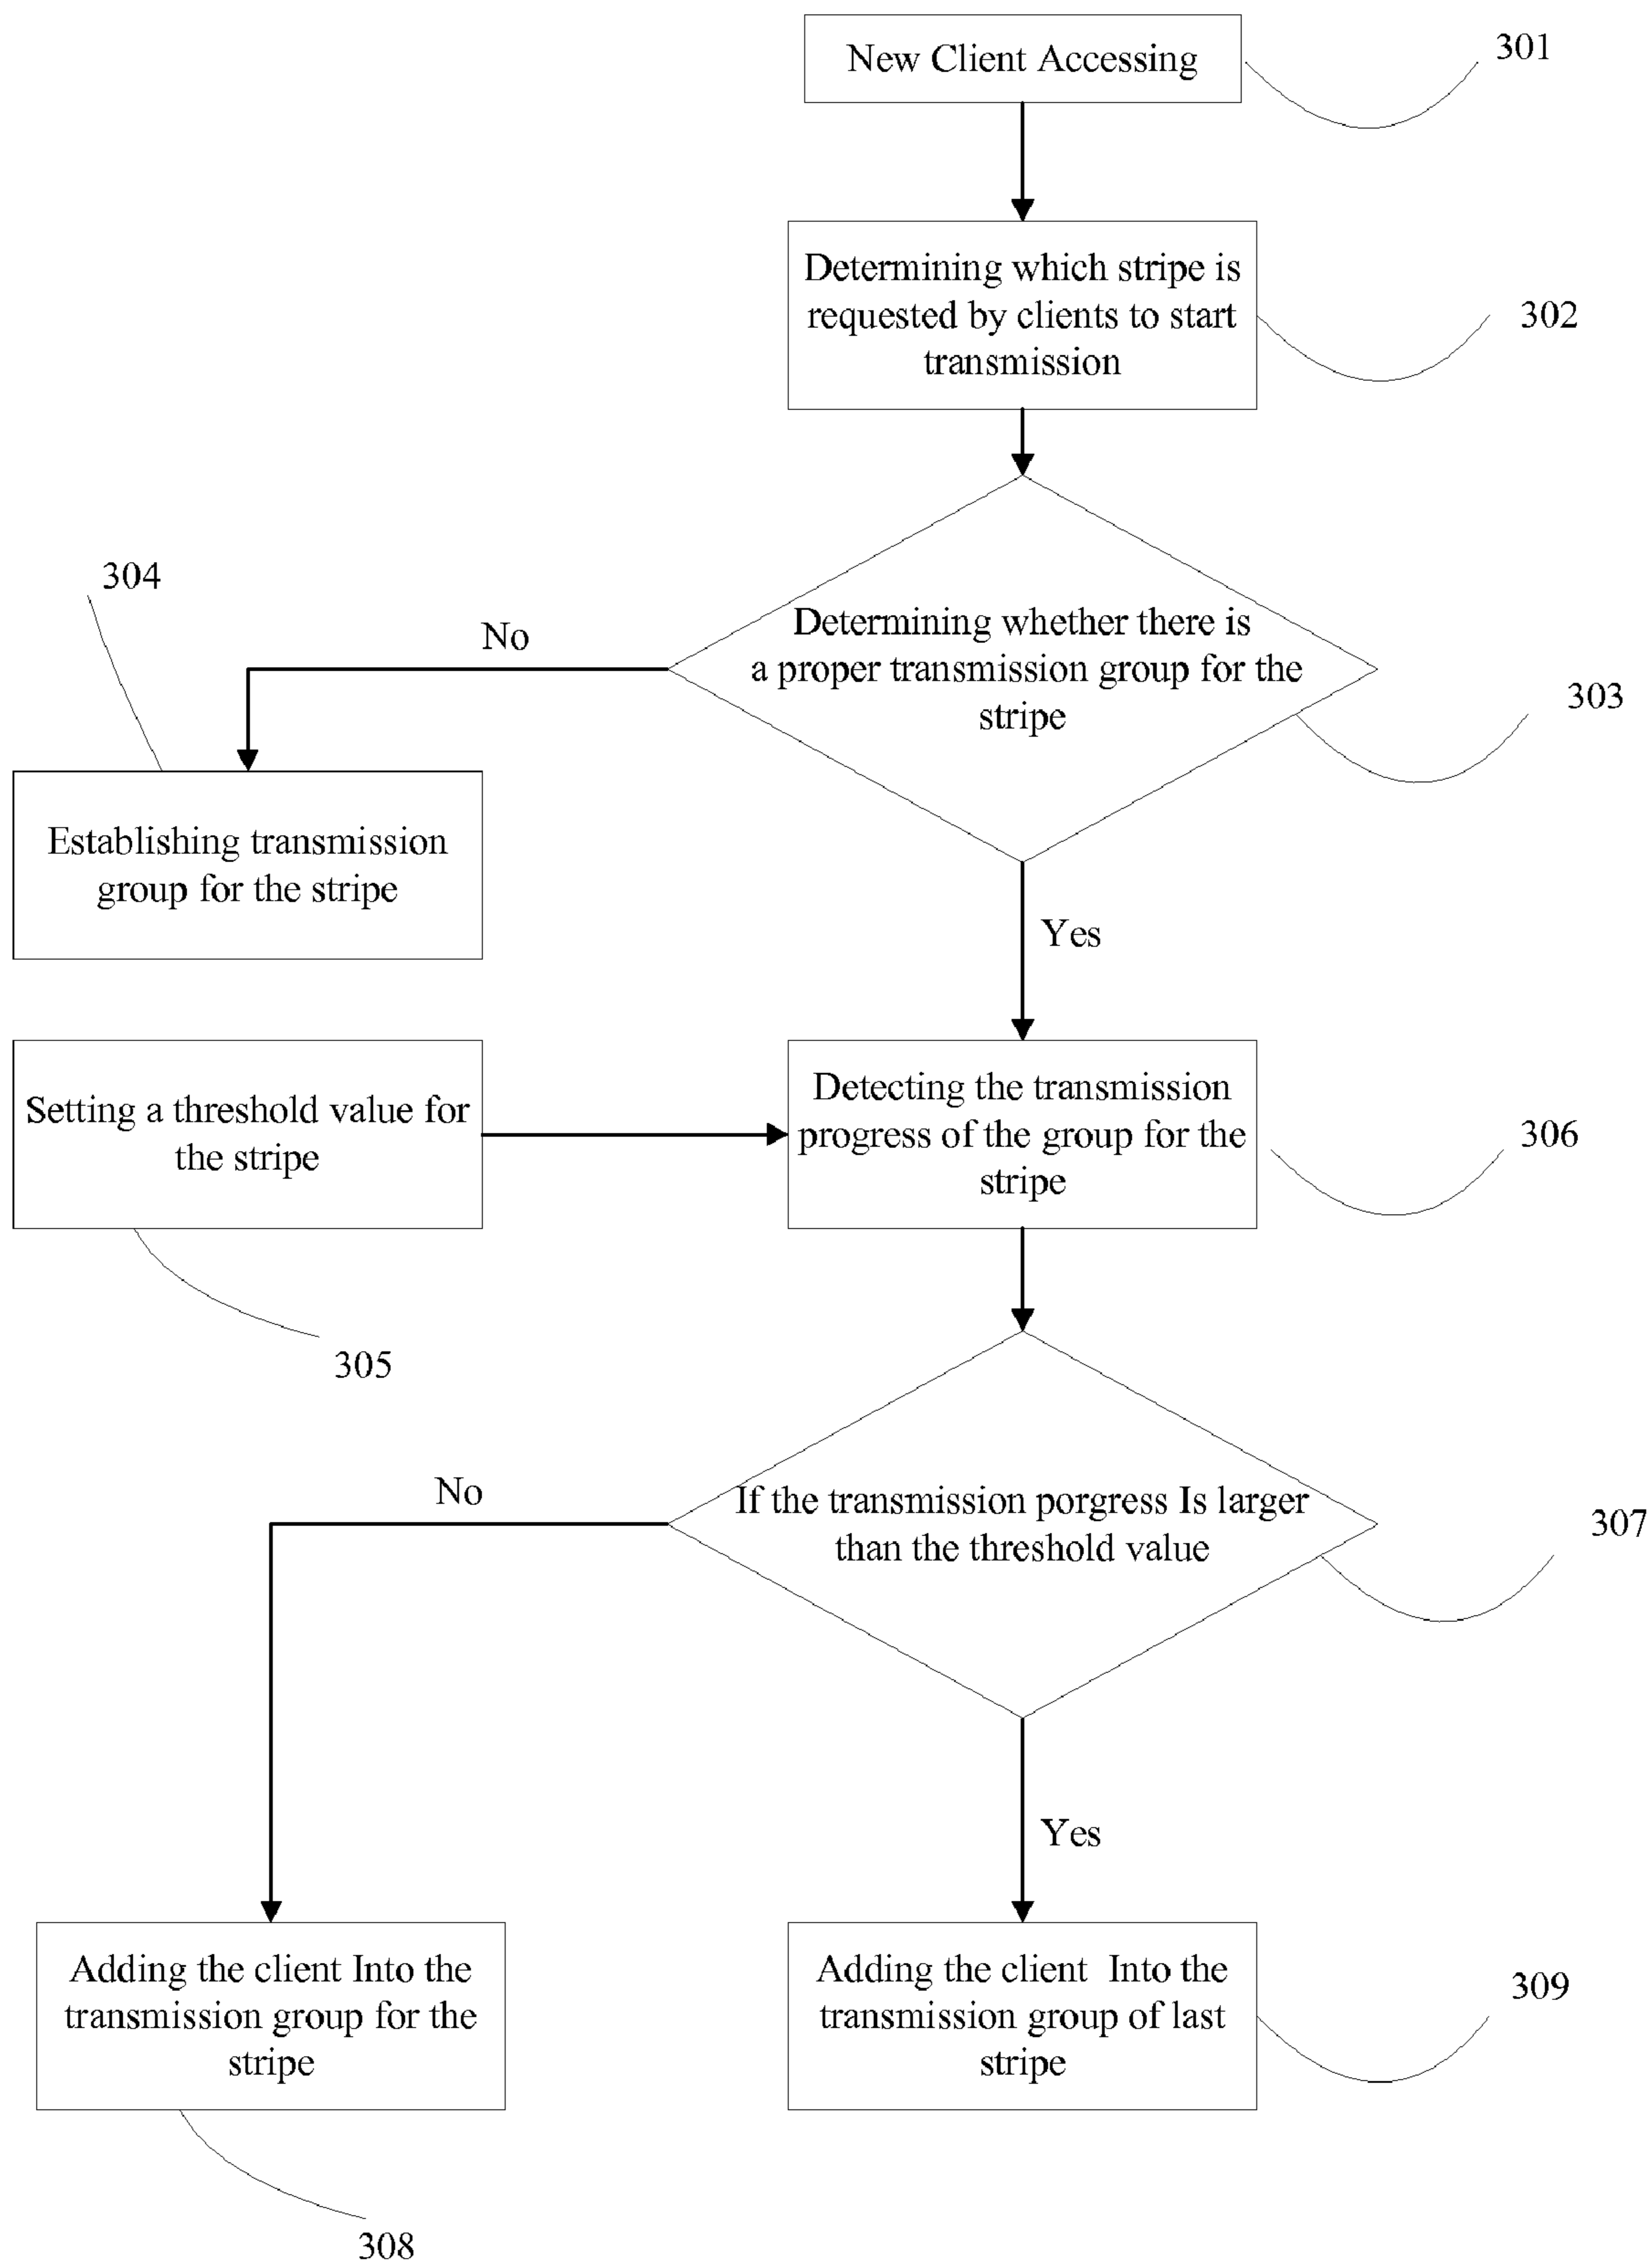 New Client Accessing
301
Determining which stripe is
requested by clients to start
transmission
302
304
No
Determining whether there is
a proper transmission group for the
stripe
303
Establishing transmission
group for the stripe
Yes
Setting a threshold value for
the stripe
Detecting the transmission
progress of the group for the
stripe
306
305
No
If the transmission porgress Is larger
than the threshold value
307
Yes
Adding the client Into the
transmission group for the
stripe
Adding the client Into the
transmission group of last
stripe
309
308